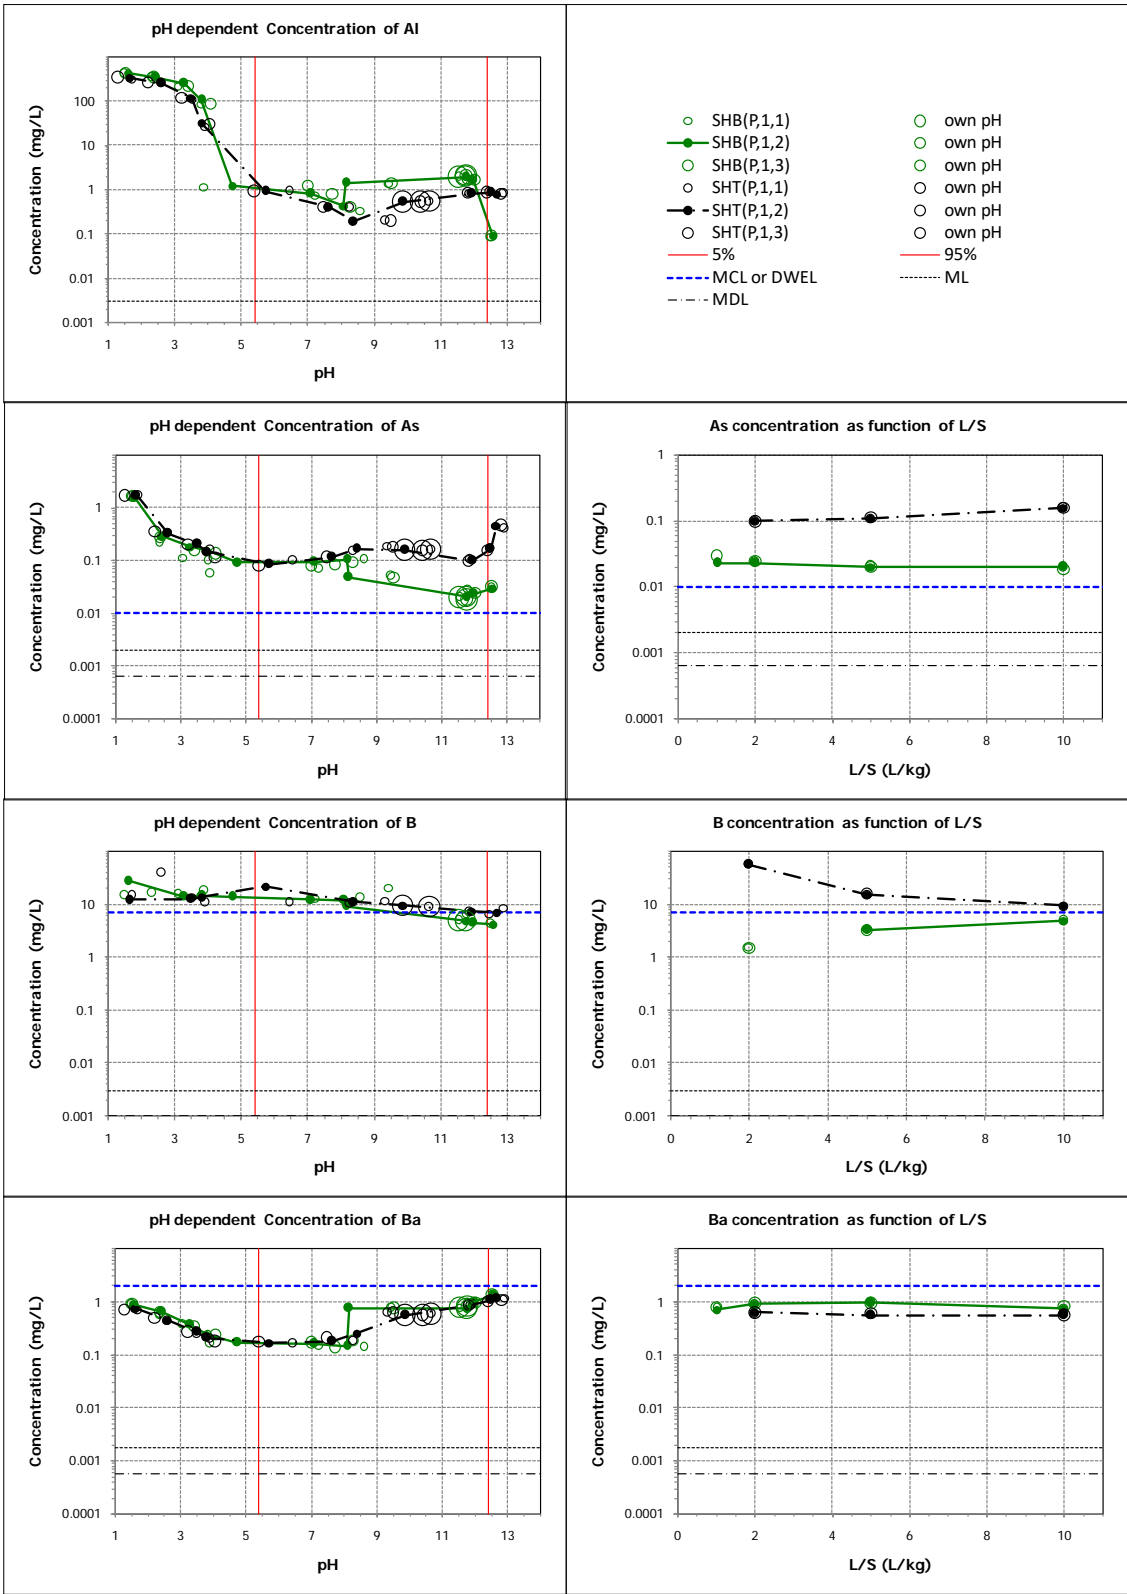 pH dependent Concentration of Al
Concentration (mg/L)
100
10
1
0.1
0.01
0.001
1 3 5 7 9 11 13
pH
SHB(P,1,1) own pH
SHB(P,1,2) own pH
SHB(P,1,3) own pH
SHT(P,1,1) own pH
SHT(P,1,2) own pH
SHT(P,1,3) own pH
5% 95%
MCL or DWEL ML
MDL
pH dependent Concentration of As
Concentration (mg/L)
1
0.1
0.01
0.001
0.0001
1 3 5 7 9 11 13
pH
As concentration as function of L/S
Concentration (mg/L)
1
0.1
0.01
0.001
0.0001
0 2 4 6 8 10
L/S (L/kg)
pH dependent Concentration of B
Concentration (mg/L)
10
1
0.1
0.01
0.001
1 3 5 7 9 11 13
pH
B concentration as function of L/S
Concentration (mg/L)
10
1
0.1
0.01
0.001
0 2 4 6 8 10
L/S (L/kg)
pH dependent Concentration of Ba
Concentration (mg/L)
1
0.1
0.01
0.001
0.0001
1 3 5 7 9 11 13
pH
Ba concentration as function of L/S
Concentration (mg/L)
1
0.1
0.01
0.001
0.0001
0 2 4 6 8 10
L/S (L/kg)